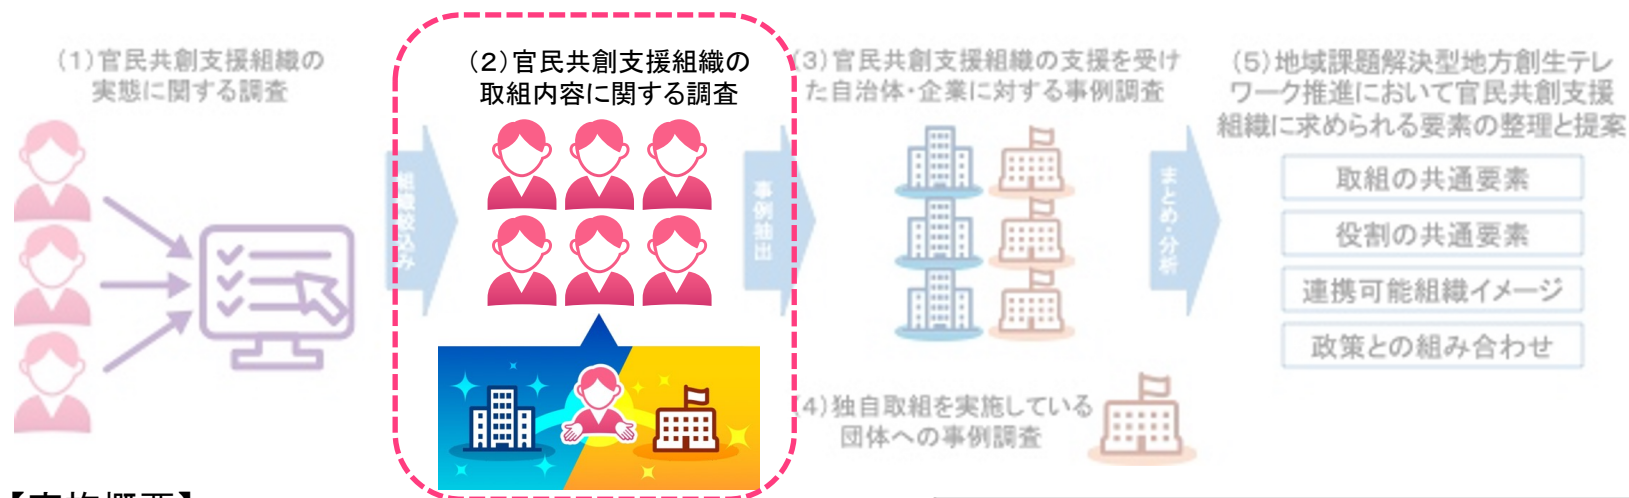 (1)官民共創支援組織の
実態に関する調査
組織絞込み
(2)官民共創支援組織の
取組内容に関する調査
事例抽出
(3)官民共創支援組織の支援を受け
た自治体・企業に対する事例調査
(4)独自取組を実施している
団体への事例調査
まとめ・分析
(5)地域課題解決型地方創生テレ
ワーク推進において官民共創支援
組織に求められる要素の整理と提案
取組の共通要素
役割の共通要素
連携可能組織イメージ
政策との組み合わせ